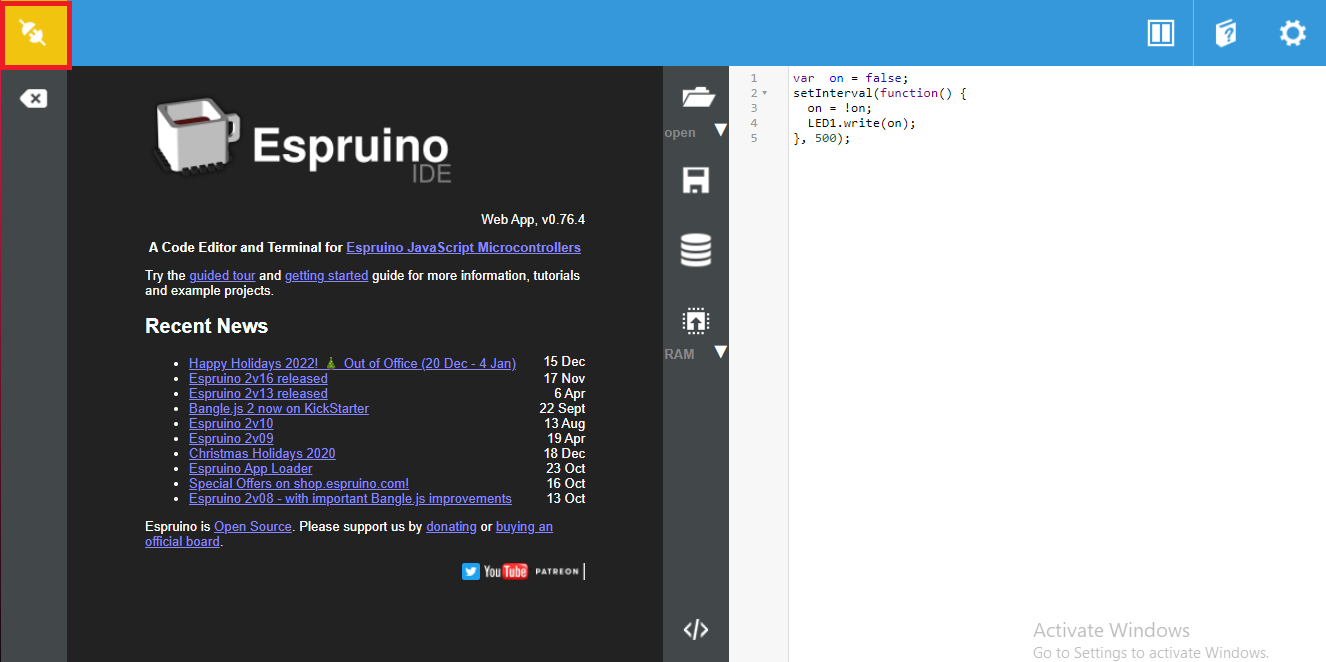 Espruino
IDE
Web App, v0.76.4
A Code Editor and Terminal for Espruino JavaScript Microcontrollers
Try the guided tour and getting started guide for more information, tutorials
and example projects.
Recent News
Happy Holidays 2022! 🎄 Out of Office (20 Dec - 4 Jan) 15 Dec
Espruino 2v16 released 17 Nov
Espruino 2v13 released 6 Apr
Bangle.js 2 now on KickStarter 22 Sept
Espruino 2v10 13 Aug
Espruino 2v09 19 Apr
Christmas Holidays 2020 18 Dec
Espruino App Loader 23 Oct
Special Offers on shop.espruino.com! 16 Oct
Espruino 2v08 - with important Bangle.js improvements 13 Oct
Espruino is Open Source. Please support us by donating or buying an
official board.
YouTube PATREON
open
RAM
</>
1 var  on = false;
2 setInterval(function() {
3   on = !on;
4   LED1.write(on);
5 }, 500);
Activate Windows
Go to Settings to activate Windows.